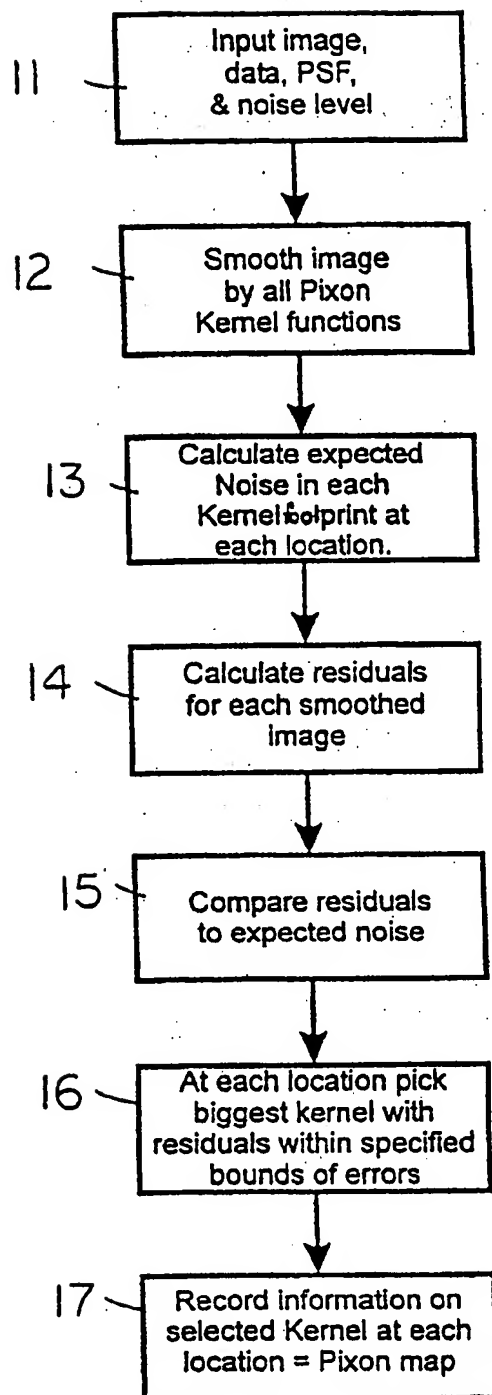 11
Input image,
data, PSF,
& noise level
12
Smooth image
by all Pixon
Kernel functions
13
Calculate expected
Noise in each
Kernel footprint at
each location.
14
Calculate residuals
for each smoothed
image
15
Compare residuals
to expected noise
16
At each location pick
biggest kernel with
residuals within specified
bounds of errors
17
Record information on
selected Kernel at each
location = Pixon map